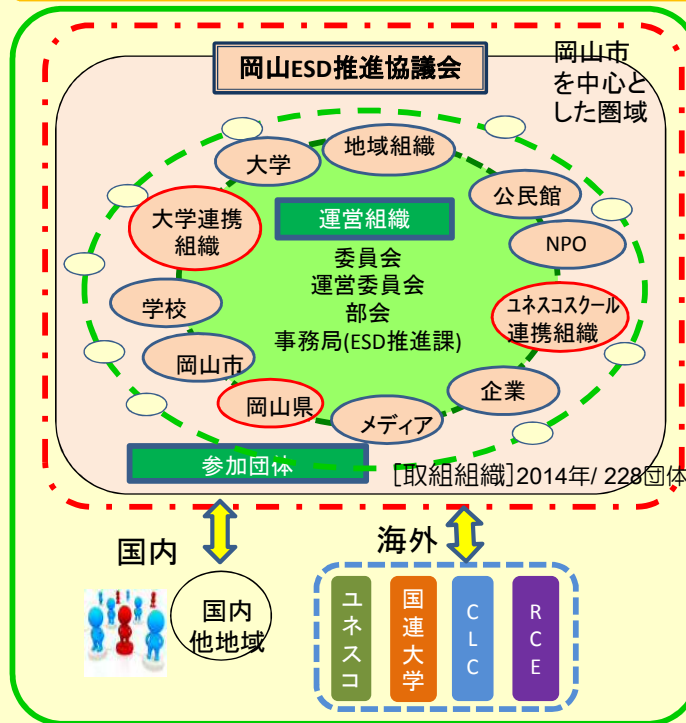 岡山ESD推進協議会
岡山市
を中心と
した圏域
地域組織
大学
公民館
大学連携
組織
運営組織
NPO
委員会
運営委員会
部会
事務局(ESD推進課)
学校
ユネスコスクール
連携組織
岡山市
岡山県
企業
メディア
参加団体
[取組組織]2014年/ 228団体
国内
海外
国内
他地域
ユネスコ
国連大学
CLC
RCE